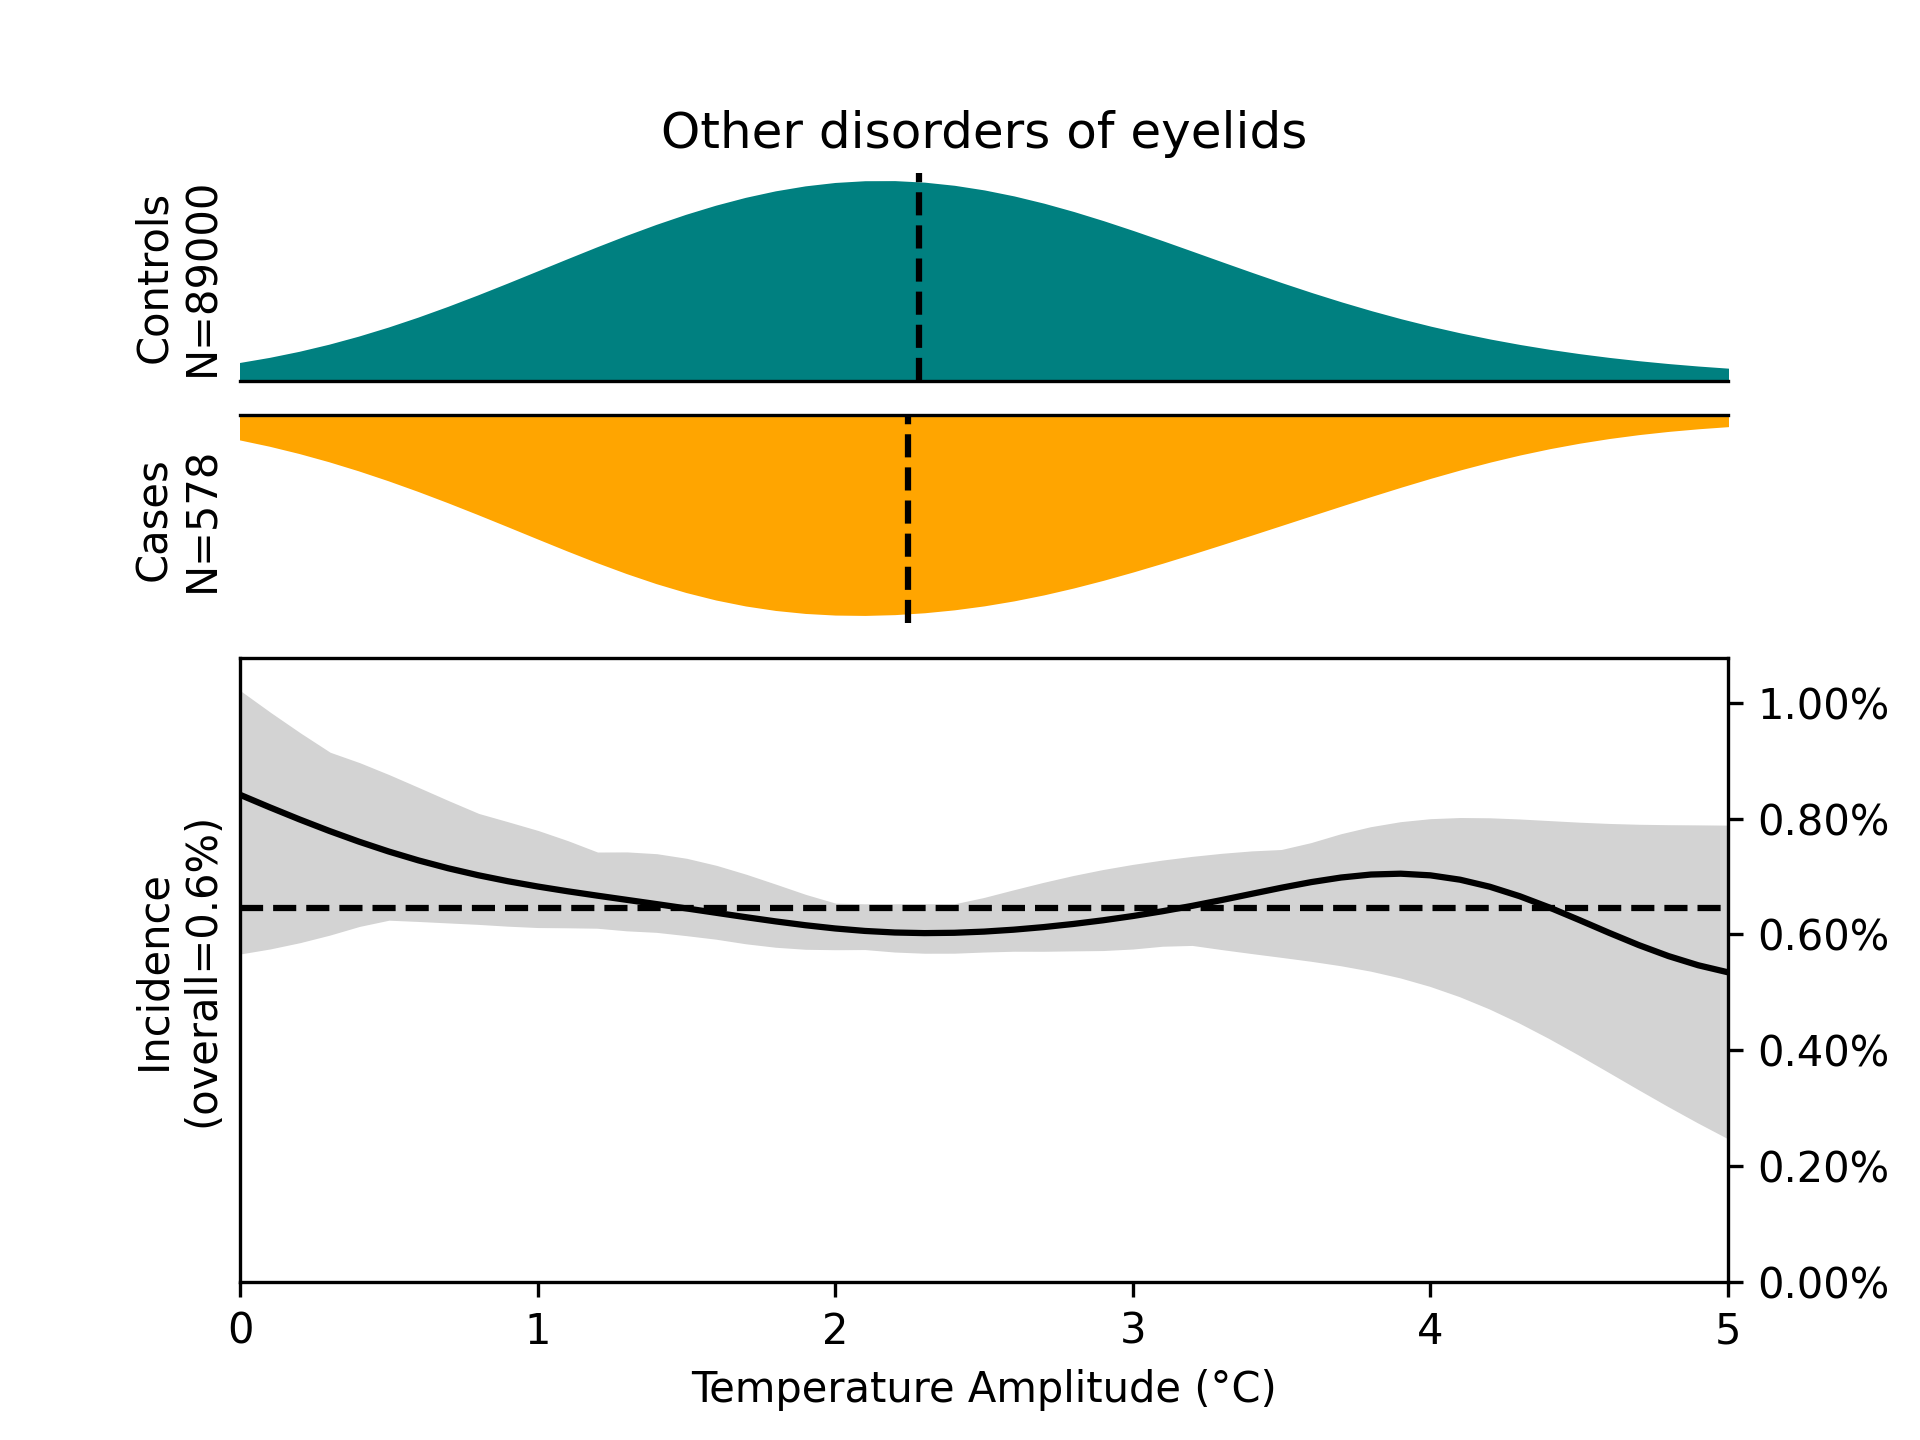 Other disorders of eyelids
Controls
N=89000
Cases
N=578
Incidence
(overall=0.6%)
1.00%
0.80%
0.60%
0.40%
0.20%
0.00%
0 1 2 3 4 5
Temperature Amplitude (°C)